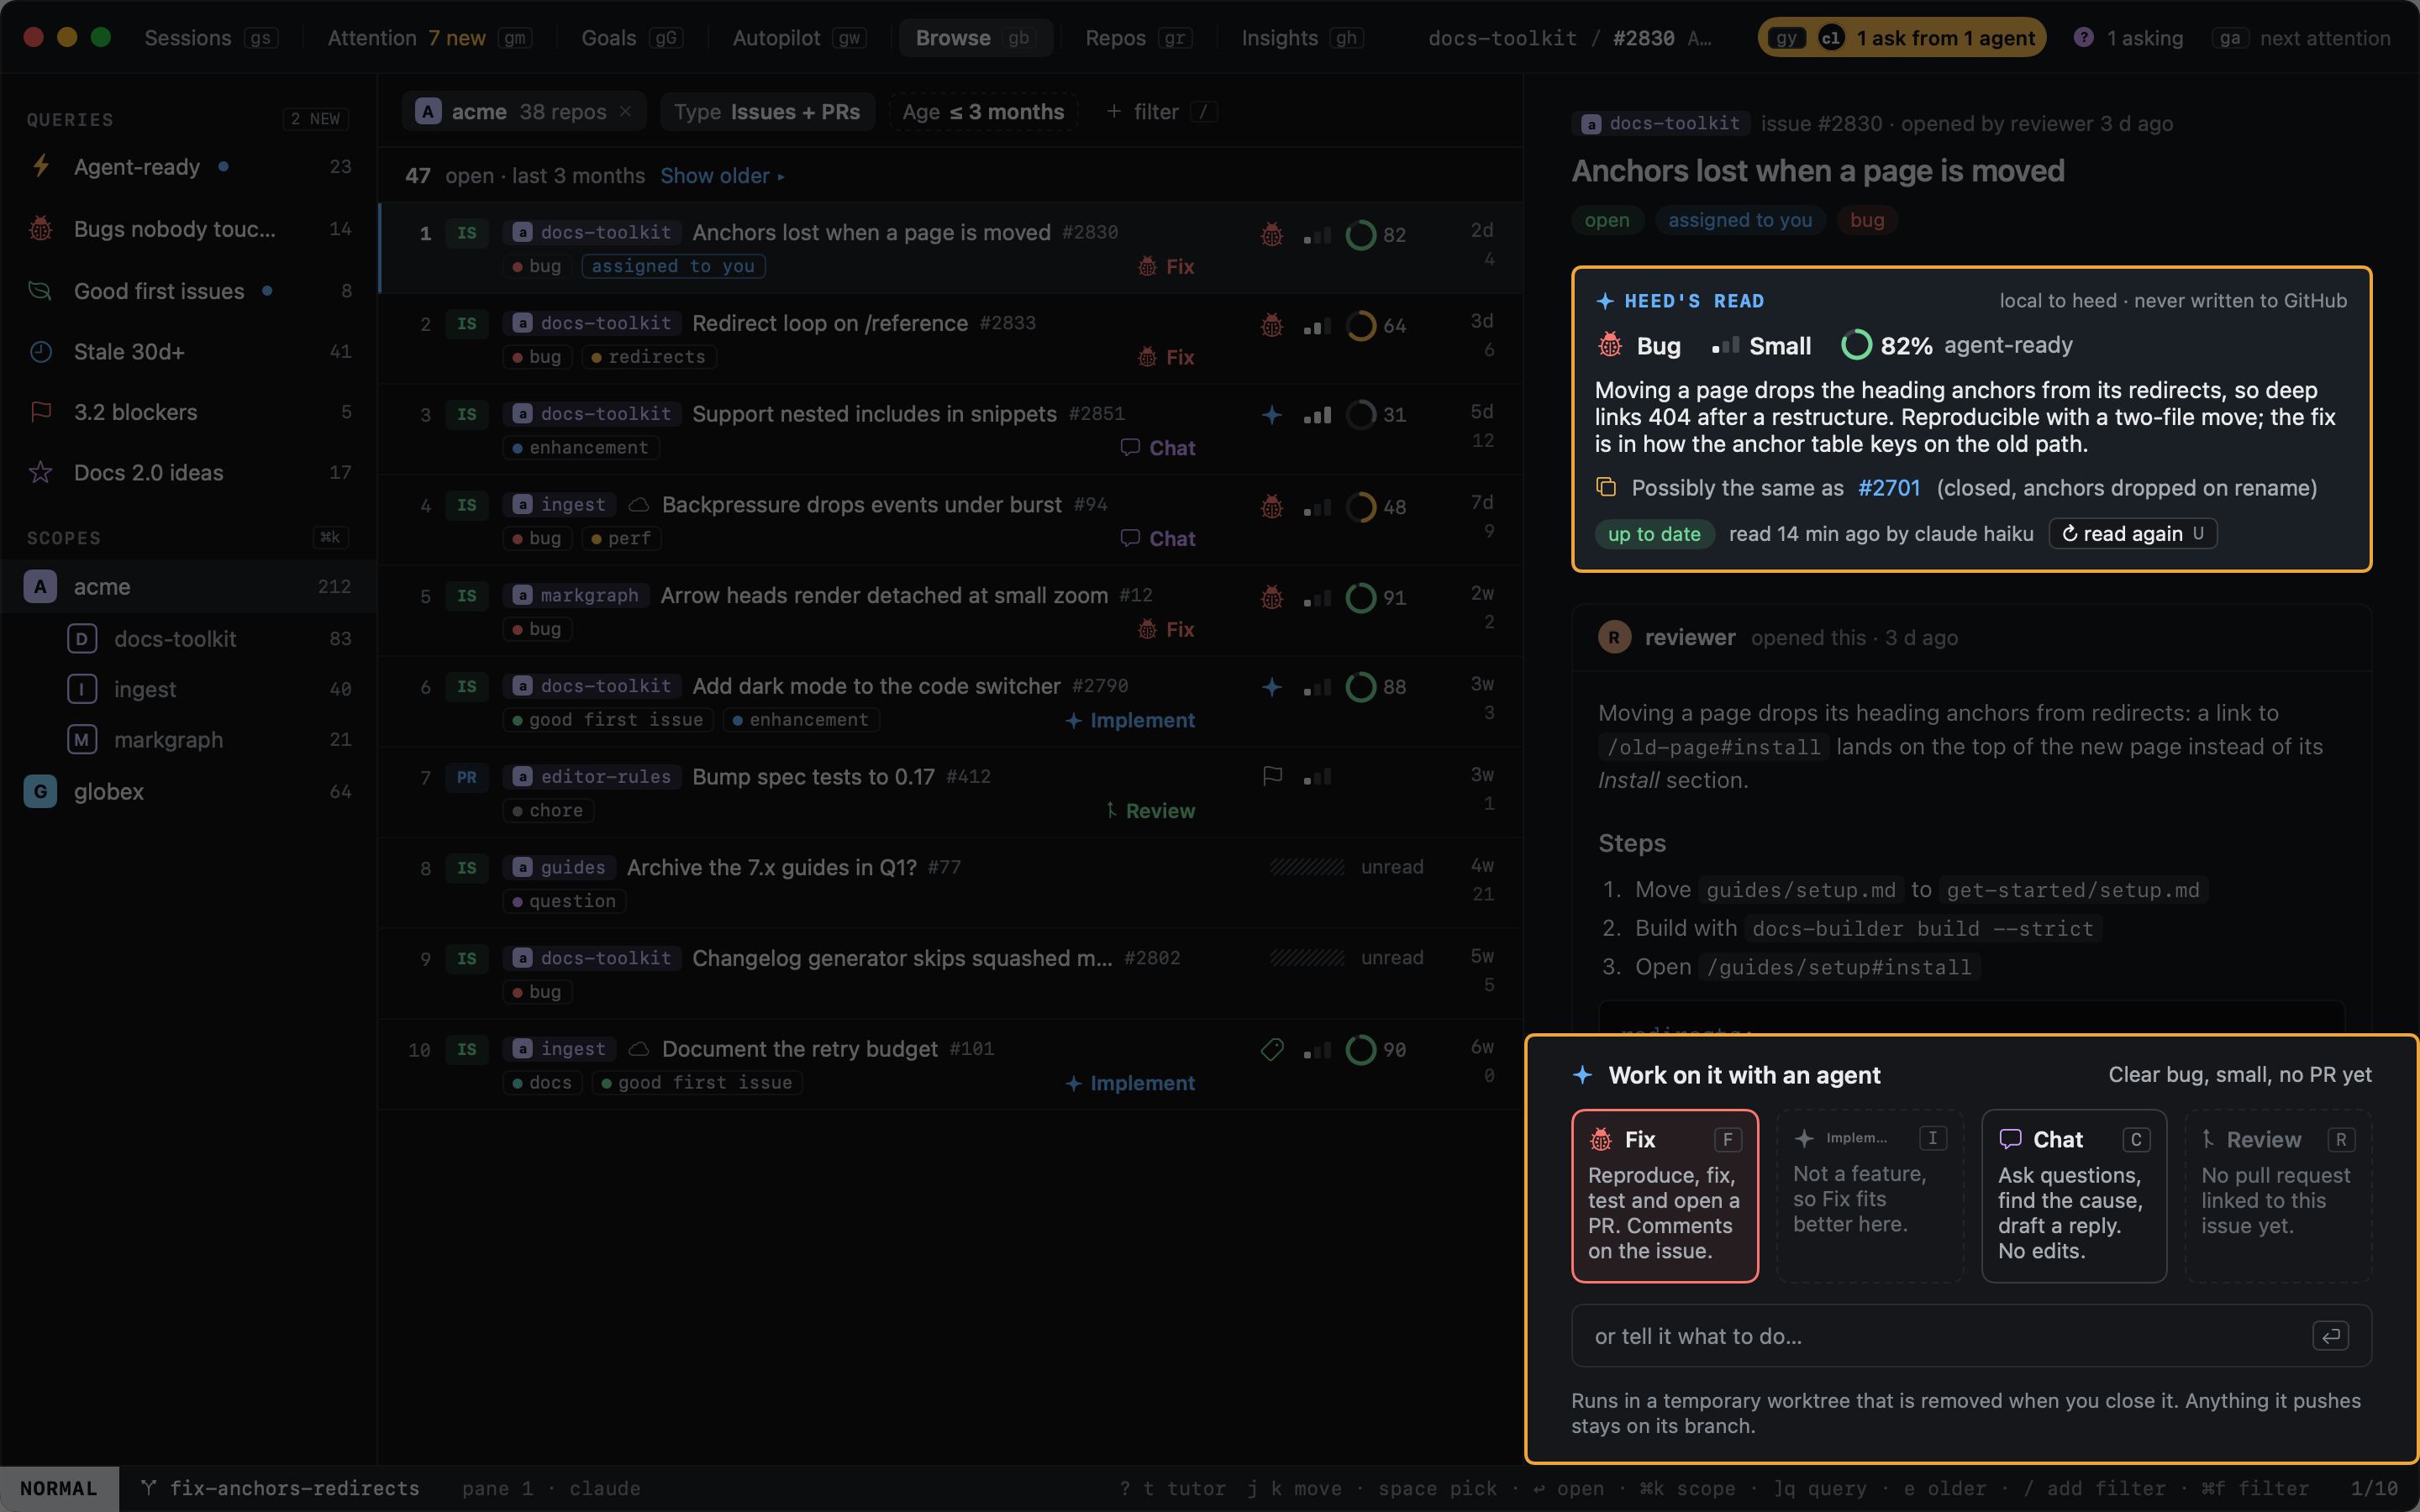 Sessions gs Attention 7 new gm Goals gG Autopilot gw Browse gb Repos gr Insights gh docs-toolkit / #2830 A… gy cl 1 ask from 1 agent ? 1 asking ga next attention
QUERIES 2 NEW
Agent-ready 23
Bugs nobody touc… 14
Good first issues 8
Stale 30d+ 41
3.2 blockers 5
Docs 2.0 ideas 17
SCOPES ⌘k
A acme 212
D docs-toolkit 83
I ingest 40
M markgraph 21
G globex 64
A acme 38 repos × Type Issues + PRs Age ≤ 3 months + filter /
47 open · last 3 months Show older ▸
1 IS a docs-toolkit Anchors lost when a page is moved #2830 82 2d
bug assigned to you Fix 4
2 IS a docs-toolkit Redirect loop on /reference #2833 64 3d
bug redirects Fix 6
3 IS a docs-toolkit Support nested includes in snippets #2851 31 5d
enhancement Chat 12
4 IS a ingest Backpressure drops events under burst #94 48 7d
bug perf Chat 9
5 IS a markgraph Arrow heads render detached at small zoom #12 91 2w
bug Fix 2
6 IS a docs-toolkit Add dark mode to the code switcher #2790 88 3w
good first issue enhancement Implement 3
7 PR a editor-rules Bump spec tests to 0.17 #412 3w
chore Review 1
8 IS a guides Archive the 7.x guides in Q1? #77 unread 4w
question 21
9 IS a docs-toolkit Changelog generator skips squashed m… #2802 unread 5w
bug 5
10 IS a ingest Document the retry budget #101 90 6w
docs good first issue Implement 0
a docs-toolkit issue #2830 · opened by reviewer 3 d ago
Anchors lost when a page is moved
open assigned to you bug
HEED'S READ local to heed · never written to GitHub
Bug Small 82% agent-ready
Moving a page drops the heading anchors from its redirects, so deep
links 404 after a restructure. Reproducible with a two-file move; the fix
is in how the anchor table keys on the old path.
Possibly the same as #2701 (closed, anchors dropped on rename)
up to date read 14 min ago by claude haiku ↻ read again U
R reviewer opened this · 3 d ago
Moving a page drops its heading anchors from redirects: a link to
/old-page#install lands on the top of the new page instead of its
Install section.
Steps
1. Move guides/setup.md to get-started/setup.md
2. Build with docs-builder build --strict
3. Open /guides/setup#install
redirects:
Work on it with an agent Clear bug, small, no PR yet
Fix F
Reproduce, fix,
test and open a
PR. Comments
on the issue.
Implem… I
Not a feature,
so Fix fits
better here.
Chat C
Ask questions,
find the cause,
draft a reply.
No edits.
Review R
No pull request
linked to this
issue yet.
or tell it what to do…
Runs in a temporary worktree that is removed when you close it. Anything it pushes
stays on its branch.
NORMAL fix-anchors-redirects pane 1 · claude ? t tutor j k move · space pick · ↩ open · ⌘k scope · ]q query · e older · / add filter · ⌘f filter 1/10